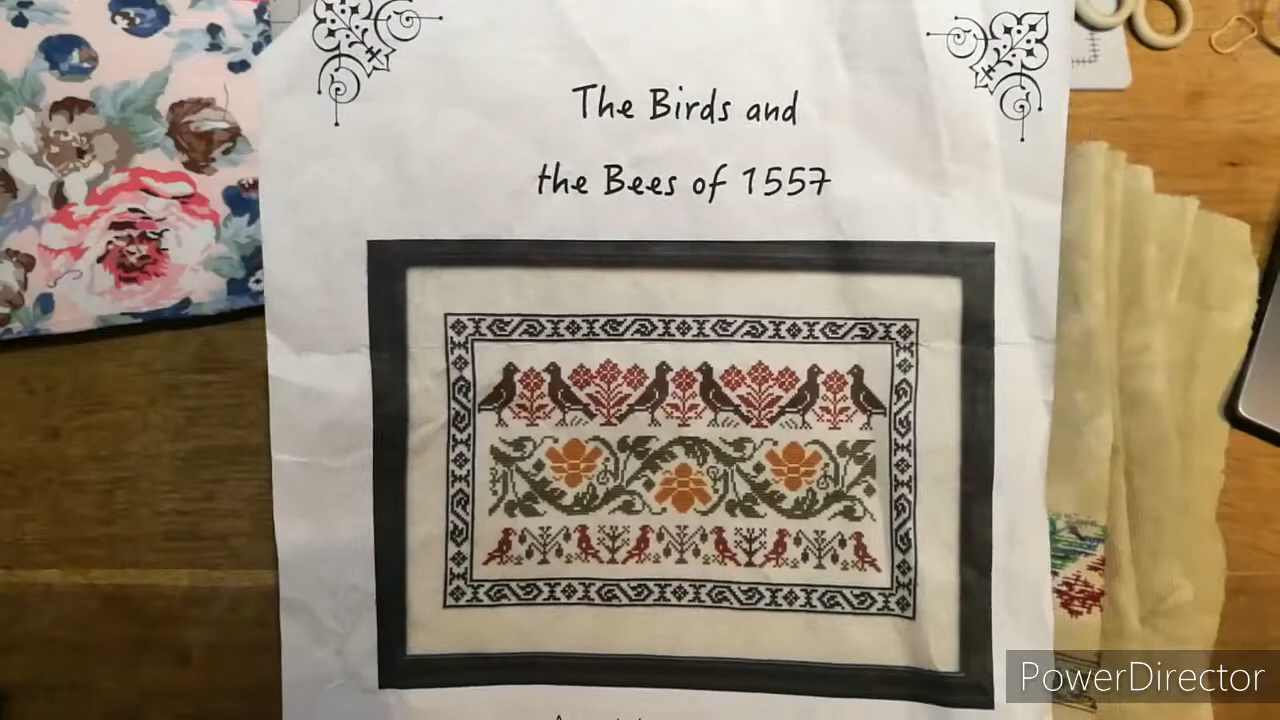 The Birds and
the Bees of 1557
PowerDirector